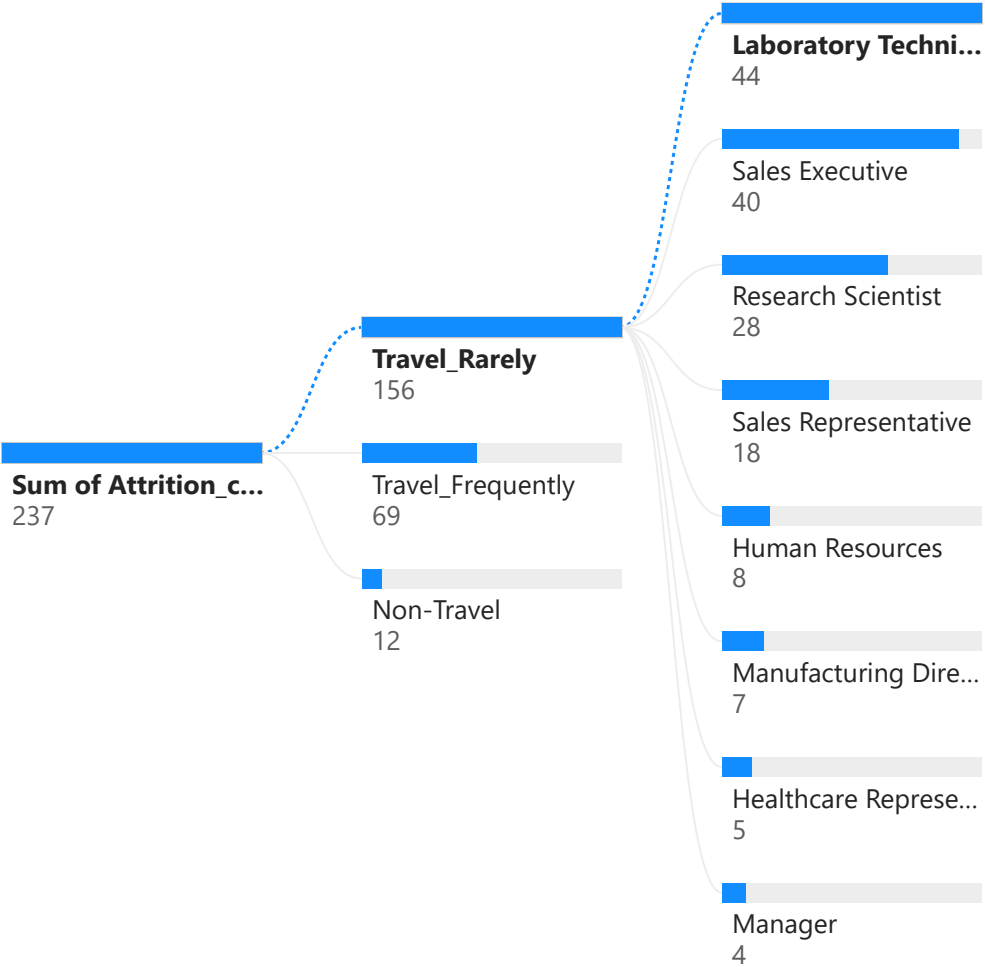 Sum of Attrition_c...
237
Travel_Rarely
156
Travel_Frequently
69
Non-Travel
12
Laboratory Techni...
44
Sales Executive
40
Research Scientist
28
Sales Representative
18
Human Resources
8
Manufacturing Dire...
7
Healthcare Represe...
5
Manager
4